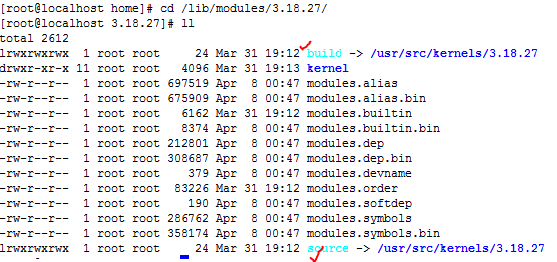 [root@localhost home]# cd /lib/modules/3.18.27/
[root@localhost 3.18.27]# ll
total 2612
lrwxrwxrwx  1 root root     24 Mar 31 19:12 build -> /usr/src/kernels/3.18.27
drwxr-xr-x 11 root root   4096 Mar 31 19:13 kernel
-rw-r--r--  1 root root 697519 Apr  8 00:47 modules.alias
-rw-r--r--  1 root root 675909 Apr  8 00:47 modules.alias.bin
-rw-r--r--  1 root root   6162 Mar 31 19:12 modules.builtin
-rw-r--r--  1 root root   8374 Apr  8 00:47 modules.builtin.bin
-rw-r--r--  1 root root 212801 Apr  8 00:47 modules.dep
-rw-r--r--  1 root root 308687 Apr  8 00:47 modules.dep.bin
-rw-r--r--  1 root root    379 Apr  8 00:47 modules.devname
-rw-r--r--  1 root root  83226 Mar 31 19:12 modules.order
-rw-r--r--  1 root root    190 Apr  8 00:47 modules.softdep
-rw-r--r--  1 root root 286762 Apr  8 00:47 modules.symbols
-rw-r--r--  1 root root 358174 Apr  8 00:47 modules.symbols.bin
lrwxrwxrwx  1 root root     24 Mar 31 19:12 source -> /usr/src/kernels/3.18.27